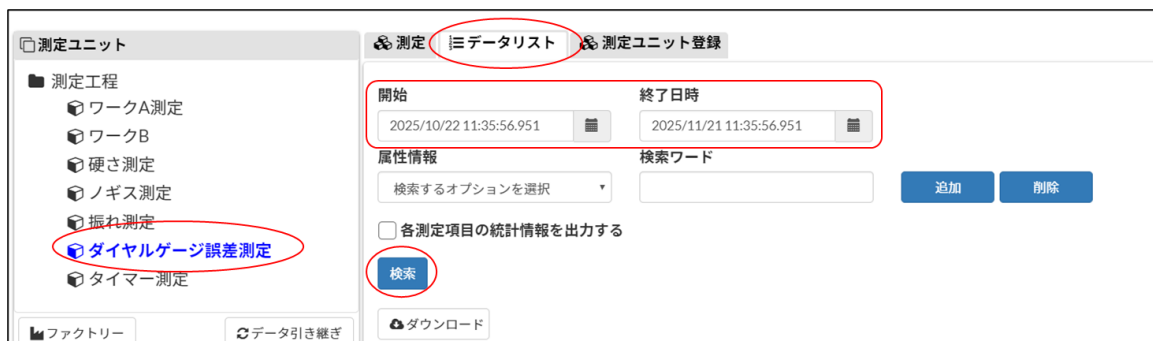 測定ユニット
測定工程
ワークA測定
ワークB
硬さ測定
ノギス測定
振れ測定
ダイヤルゲージ誤差測定
タイマー測定
ファクトリー
データ引き継ぎ
測定
データリスト
測定ユニット登録
開始
終了日時
2025/10/22 11:35:56.951
2025/11/21 11:35:56.951
属性情報
検索ワード
検索するオプションを選択
追加
削除
各測定項目の統計情報を出力する
検索
ダウンロード